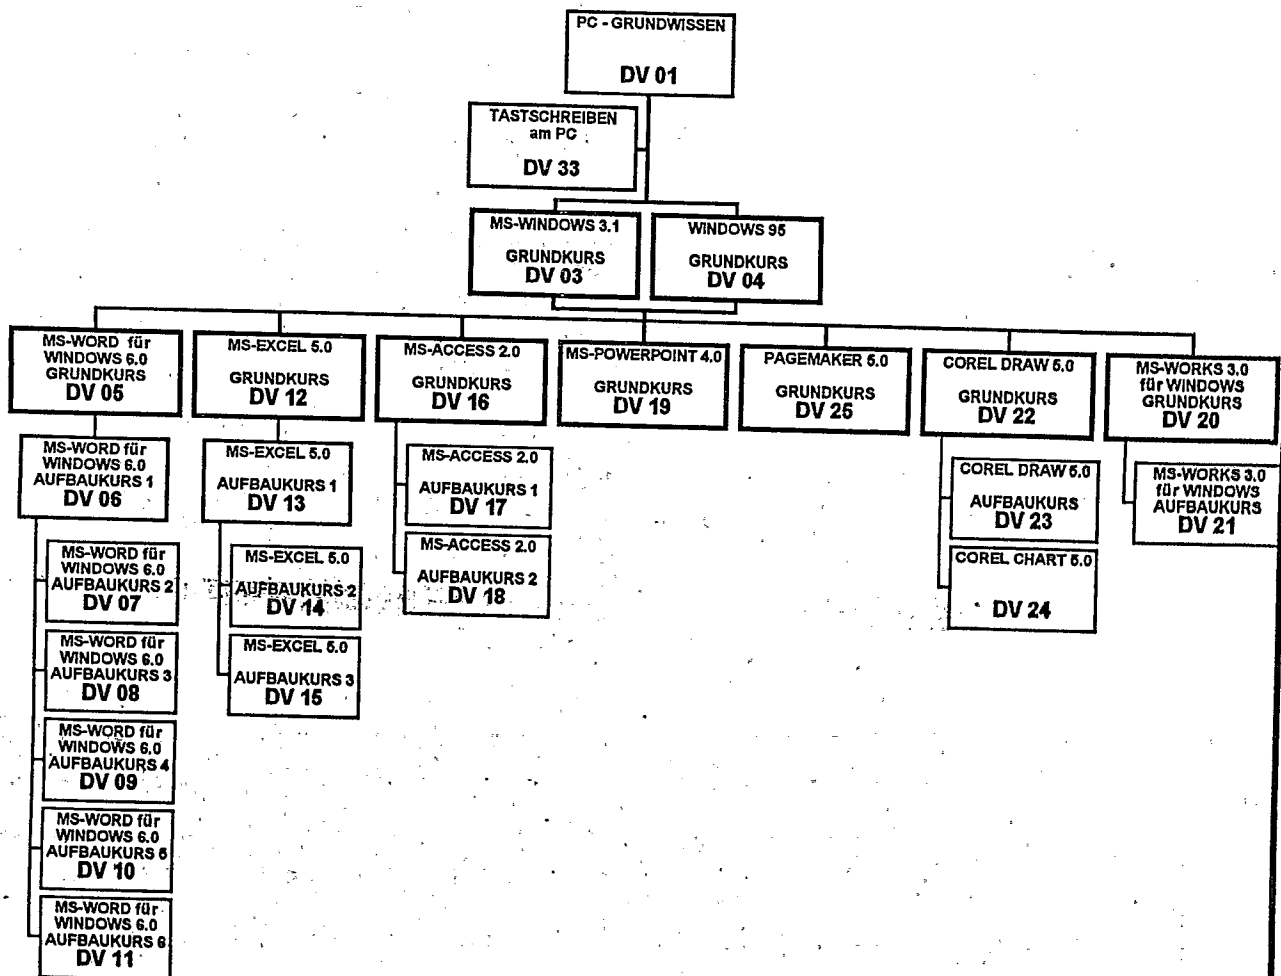 PC - GRUNDWISSEN
DV 01
TASTSCHREIBEN
am PC
DV 33
MS-WINDOWS 3.1
GRUNDKURS
DV 03
WINDOWS 95
GRUNDKURS
DV 04
MS-WORD für
WINDOWS 6.0
GRUNDKURS
DV 05
MS-EXCEL 5.0
GRUNDKURS
DV 12
MS-ACCESS 2.0
GRUNDKURS
DV 16
MS-POWERPOINT 4.0
GRUNDKURS
DV 19
PAGEMAKER 5.0
GRUNDKURS
DV 25
COREL DRAW 5.0
GRUNDKURS
DV 22
MS-WORKS 3.0
für WINDOWS
GRUNDKURS
DV 20
MS-WORD für
WINDOWS 6.0
AUFBAUKURS 1
DV 06
MS-EXCEL 5.0
AUFBAUKURS 1
DV 13
MS-ACCESS 2.0
AUFBAUKURS 1
DV 17
COREL DRAW 5.0
AUFBAUKURS
DV 23
MS-WORKS 3.0
für WINDOWS
AUFBAUKURS
DV 21
MS-WORD für
WINDOWS 6.0
AUFBAUKURS 2
DV 07
MS-EXCEL 5.0
AUFBAUKURS 2
DV 14
MS-ACCESS 2.0
AUFBAUKURS 2
DV 18
COREL CHART 5.0
DV 24
MS-WORD für
WINDOWS 6.0
AUFBAUKURS 3
DV 08
MS-EXCEL 5.0
AUFBAUKURS 3
DV 15
MS-WORD für
WINDOWS 6.0
AUFBAUKURS 4
DV 09
MS-WORD für
WINDOWS 6.0
AUFBAUKURS 5
DV 10
MS-WORD für
WINDOWS 6.0
AUFBAUKURS 6
DV 11